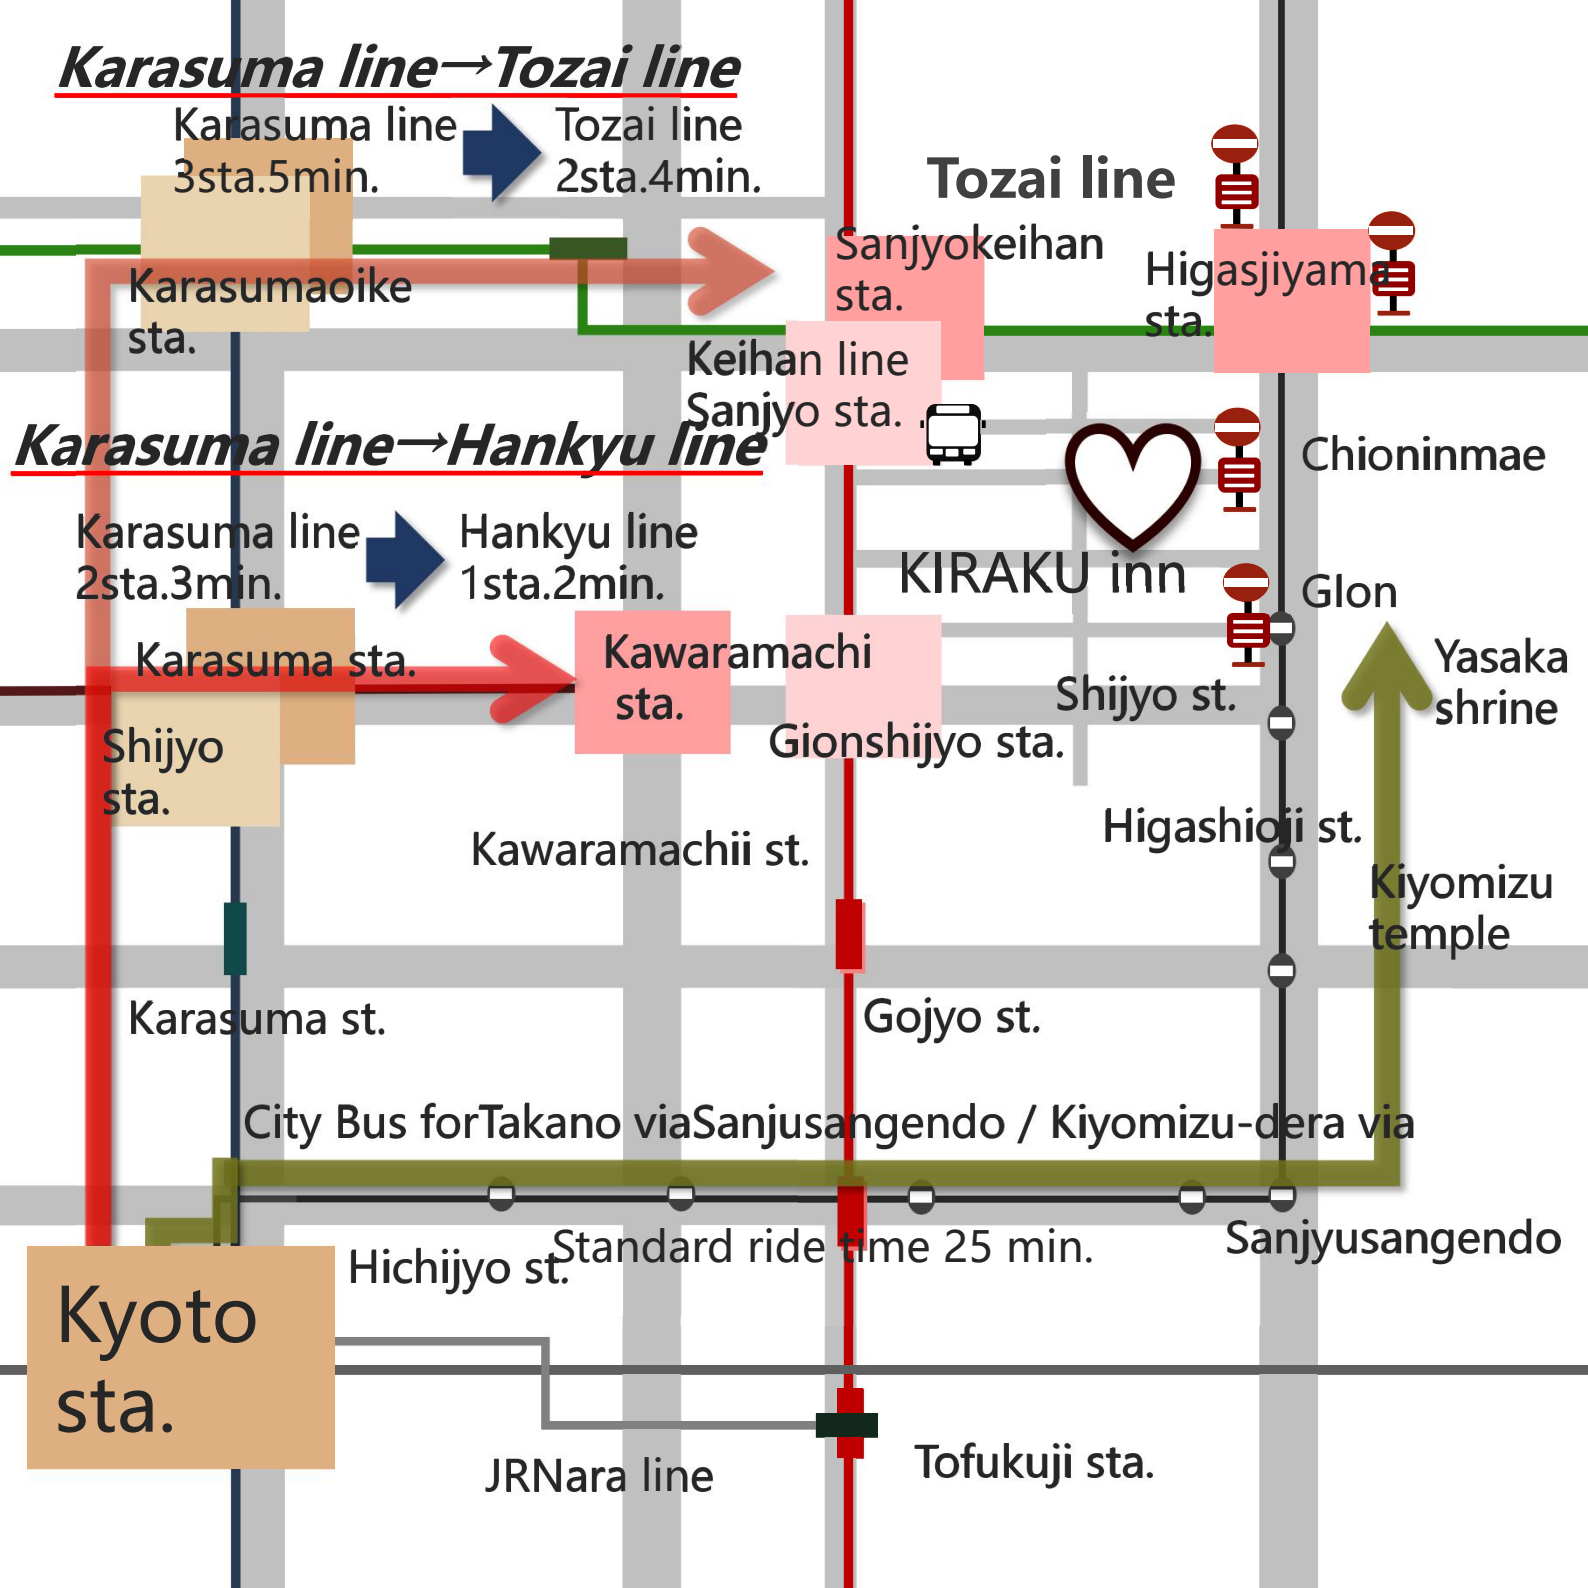 Karasuma line→Tozai line
Karasuma line
3sta.5min.
Tozai line
2sta.4min.
Tozai line
Sanjyokeihan
sta.
Higasjiyama
sta.
Karasumaoike
sta.
Keihan line
Sanjyo sta.
Karasuma line→Hankyu line
Chioninmae
Karasuma line
2sta.3min.
Hankyu line
1sta.2min.
KIRAKU inn
Glon
Karasuma sta.
Kawaramachi
sta.
Yasaka
shrine
Shijyo st.
Shijyo
sta.
Gionshijyo sta.
Kawaramachii st.
Higashioji st.
Kiyomizu
temple
Karasuma st.
Gojyo st.
City Bus forTakano viaSanjusangendo / Kiyomizu-dera via
Standard ride time 25 min.
Hichijyo st.
Sanjyusangendo
Kyoto
sta.
JRNara line
Tofukuji sta.